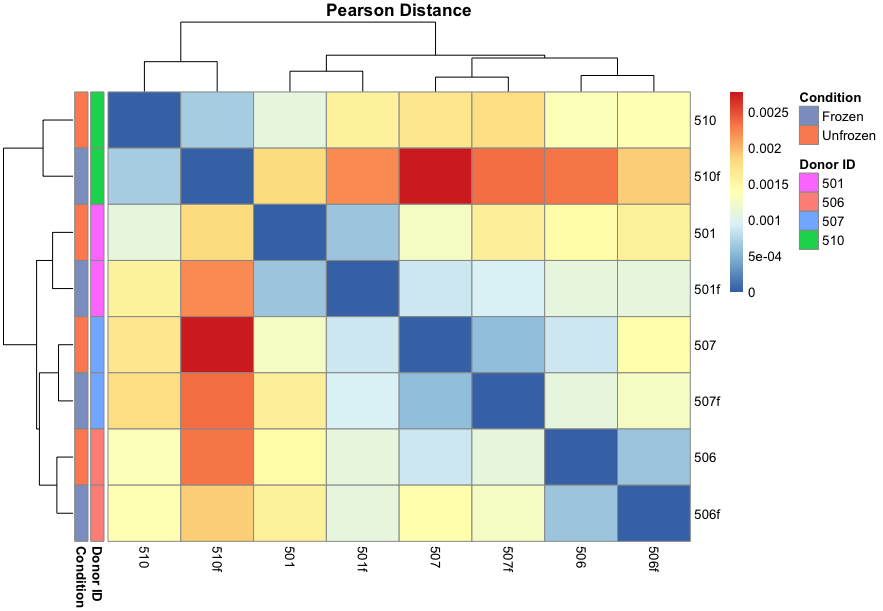 Pearson Distance
510
510f
501
501f
507
507f
506
506f
Condition
Donor ID
510
510f
501
501f
507
507f
506
506f
0.0025
0.002
0.0015
0.001
5e-04
0
Condition
Frozen
Unfrozen
Donor ID
501
506
507
510